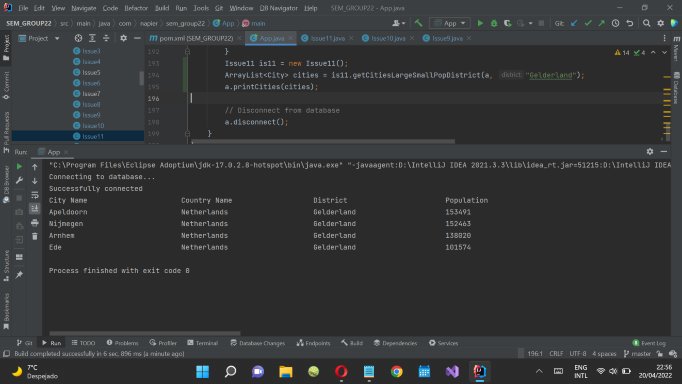 File Edit View Navigate Code Refactor Build Run Tools Git Window Help SEM_GROUP22 - App.java
SEM_GROUP22 src main java com napier sem_group22 App main App Git:
Project pom.xml (SEM_GROUP22) App.java Issue11.java Issue10.java Issue9.java
Issue3
Issue4
Issue5
Issue6
Issue7
Issue8
Issue9
Issue10
Issue11
192 }
193 Issue11 is11 = new Issue11();
194 ArrayList<City> cities = is11.getCitiesLargeSmallPopDistrict(a, district: "Gelderland");
195 a.printCities(cities);
196
197 // Disconnect from database
198 a.disconnect();
199 }
14 4
Project
Commit
Pull Requests
DB Browser
Structure
Bookmarks
Maven
Database
Run: App
"C:\Program Files\Eclipse Adoptium\jdk-17.0.2.8-hotspot\bin\java.exe" "-javaagent:D:\IntelliJ IDEA 2021.3.3\lib\idea_rt.jar=51215:D:\IntelliJ IDEA
Connecting to database...
Successfully connected
City Name Country Name District Population
Apeldoorn Netherlands Gelderland 153491
Nijmegen Netherlands Gelderland 152463
Arnhem Netherlands Gelderland 138020
Ede Netherlands Gelderland 101574
Process finished with exit code 0
Git Run TODO Problems Profiler Terminal Database Changes Endpoints Build Dependencies Services Event Log
Build completed successfully in 6 sec, 896 ms (a minute ago) 196:1 CRLF UTF-8 4 spaces master
7°C
Despejado
ENG
INTL
22:56
20/04/2022